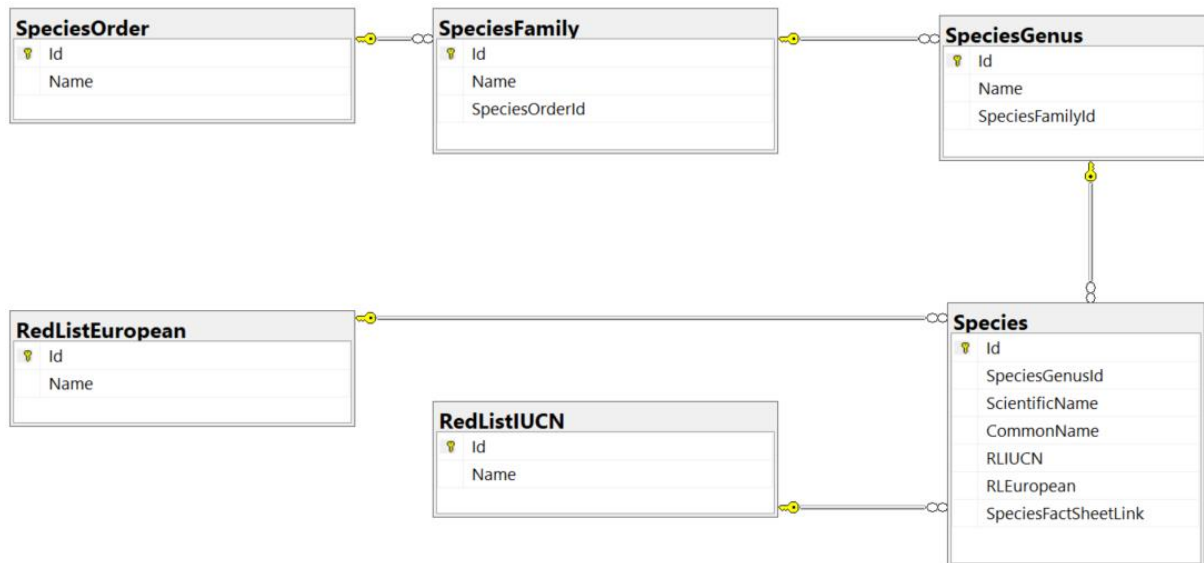 SpeciesOrder
Id
Name
SpeciesFamily
Id
Name
SpeciesOrderId
SpeciesGenus
Id
Name
SpeciesFamilyId
RedListEuropean
Id
Name
RedListIUCN
Id
Name
Species
Id
SpeciesGenusId
ScientificName
CommonName
RLIUCN
RLEuropean
SpeciesFactSheetLink